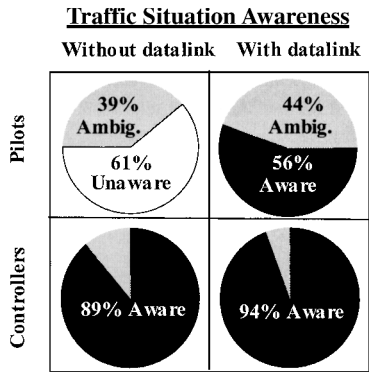 Traffic Situation Awareness
Without datalink With datalink
Pilots
39%
Ambig.
61%
Unaware
44%
Ambig.
56%
Aware
Controllers
89% Aware
94% Aware